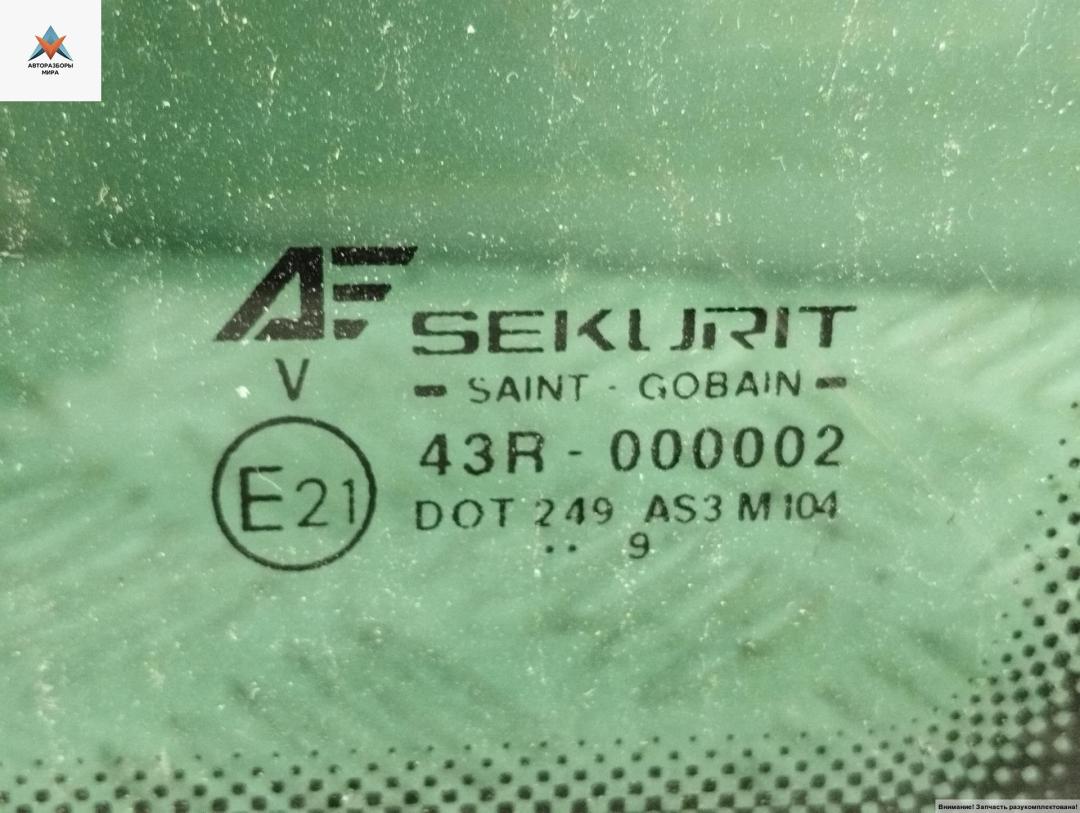 АВТОРАЗБОРЫ
МИРА
AF SEKURIT
V - SAINT - GOBAIN -
E21 43R - 000002
DOT 249 AS3 M104
.. 9
Внимание! Запчасть разукомплектована!